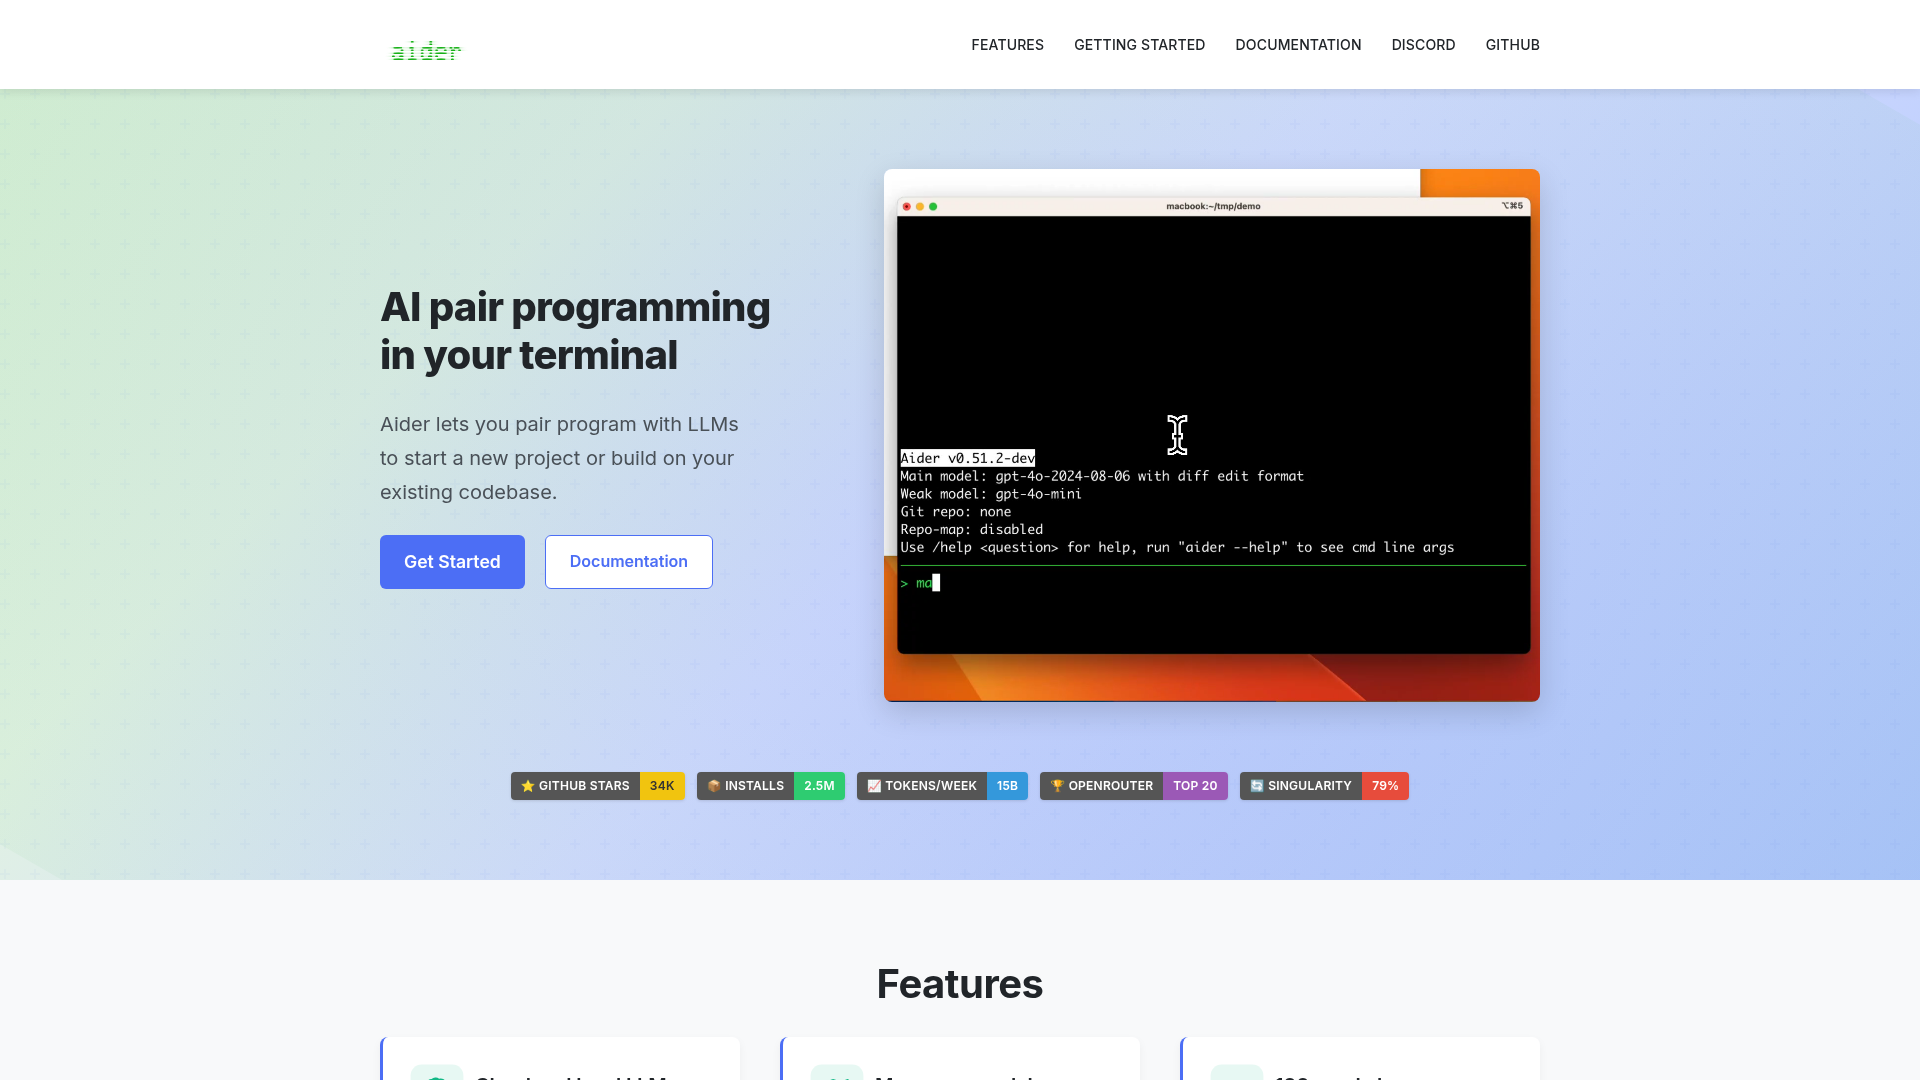 aider
FEATURES
GETTING STARTED
DOCUMENTATION
DISCORD
GITHUB
AI pair programming
in your terminal
Aider lets you pair program with LLMs
to start a new project or build on your
existing codebase.
Get Started
Documentation
macbook:~/tmp/demo
⌥⌘5
Aider v0.51.2-dev
Main model: gpt-4o-2024-08-06 with diff edit format
Weak model: gpt-4o-mini
Git repo: none
Repo-map: disabled
Use /help <question> for help, run "aider --help" to see cmd line args
> ma
⭐ GITHUB STARS 34K
📦 INSTALLS 2.5M
📈 TOKENS/WEEK 15B
🏆 OPENROUTER TOP 20
🔄 SINGULARITY 79%
Features